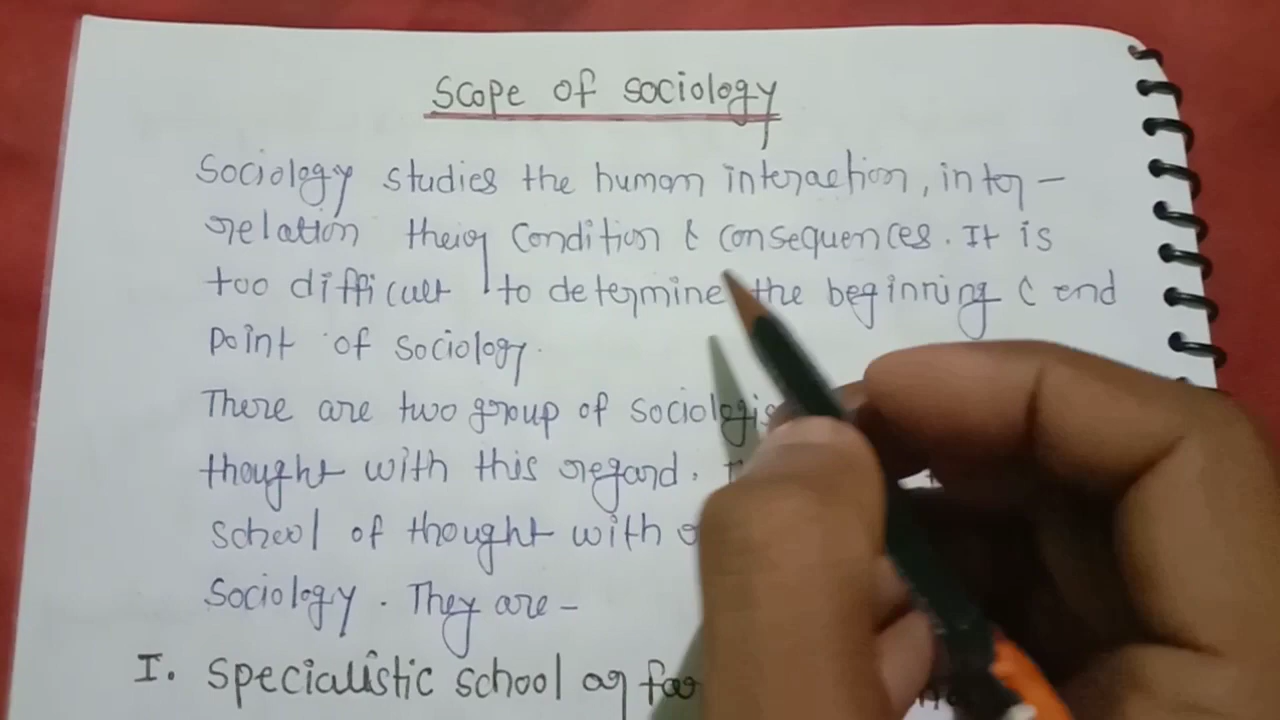 Scope of sociology
Sociology studies the human interaction, inter-
relation their condition & consequences. It is
too difficult to determine the beginning & end
point of sociology.
There are two group of
thought with this regard.
school of thought with
Sociology. They are -
I. Specialistic school or